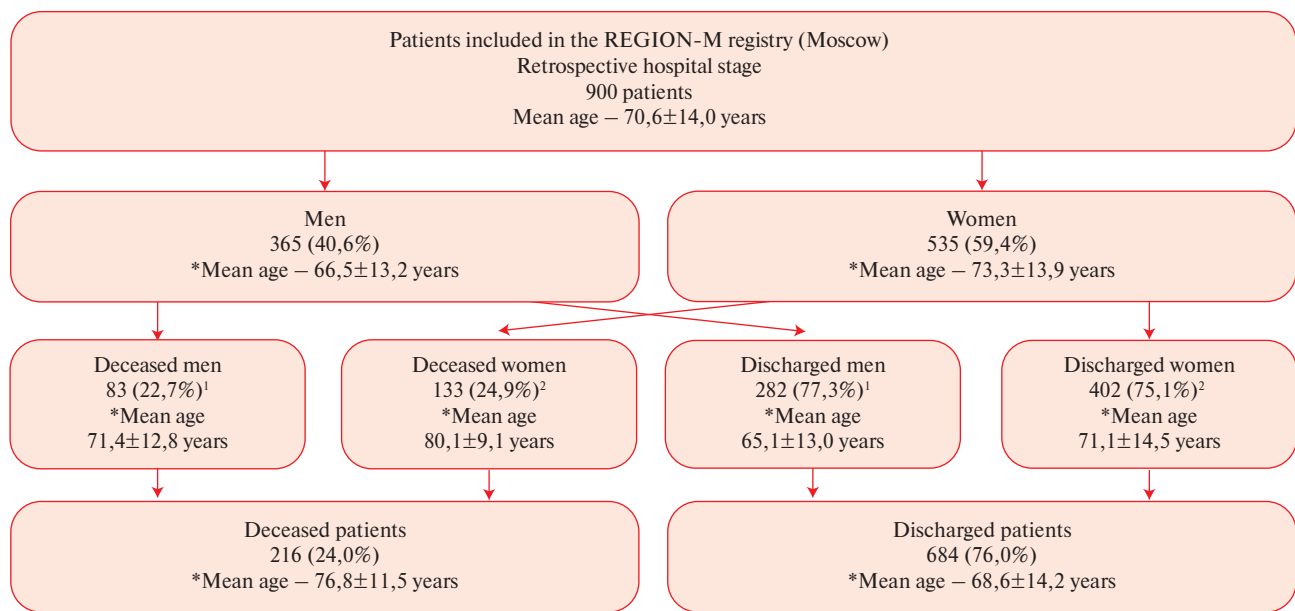 Patients included in the REGION-M registry (Moscow)
Retrospective hospital stage
900 patients
Mean age – 70,6±14,0 years
Men
365 (40,6%)
*Mean age – 66,5±13,2 years
Women
535 (59,4%)
*Mean age – 73,3±13,9 years
Deceased men
83 (22,7%)¹
*Mean age
71,4±12,8 years
Deceased women
133 (24,9%)²
*Mean age
80,1±9,1 years
Discharged men
282 (77,3%)¹
*Mean age
65,1±13,0 years
Discharged women
402 (75,1%)²
*Mean age
71,1±14,5 years
Deceased patients
216 (24,0%)
*Mean age – 76,8±11,5 years
Discharged patients
684 (76,0%)
*Mean age – 68,6±14,2 years